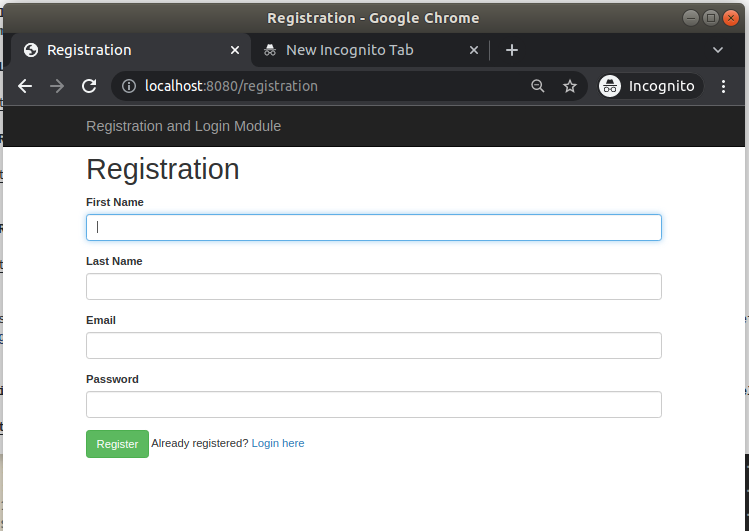 Registration - Google Chrome
Registration
New Incognito Tab
localhost:8080/registration
Incognito
Registration and Login Module
Registration
First Name
Last Name
Email
Password
Register Already registered? Login here